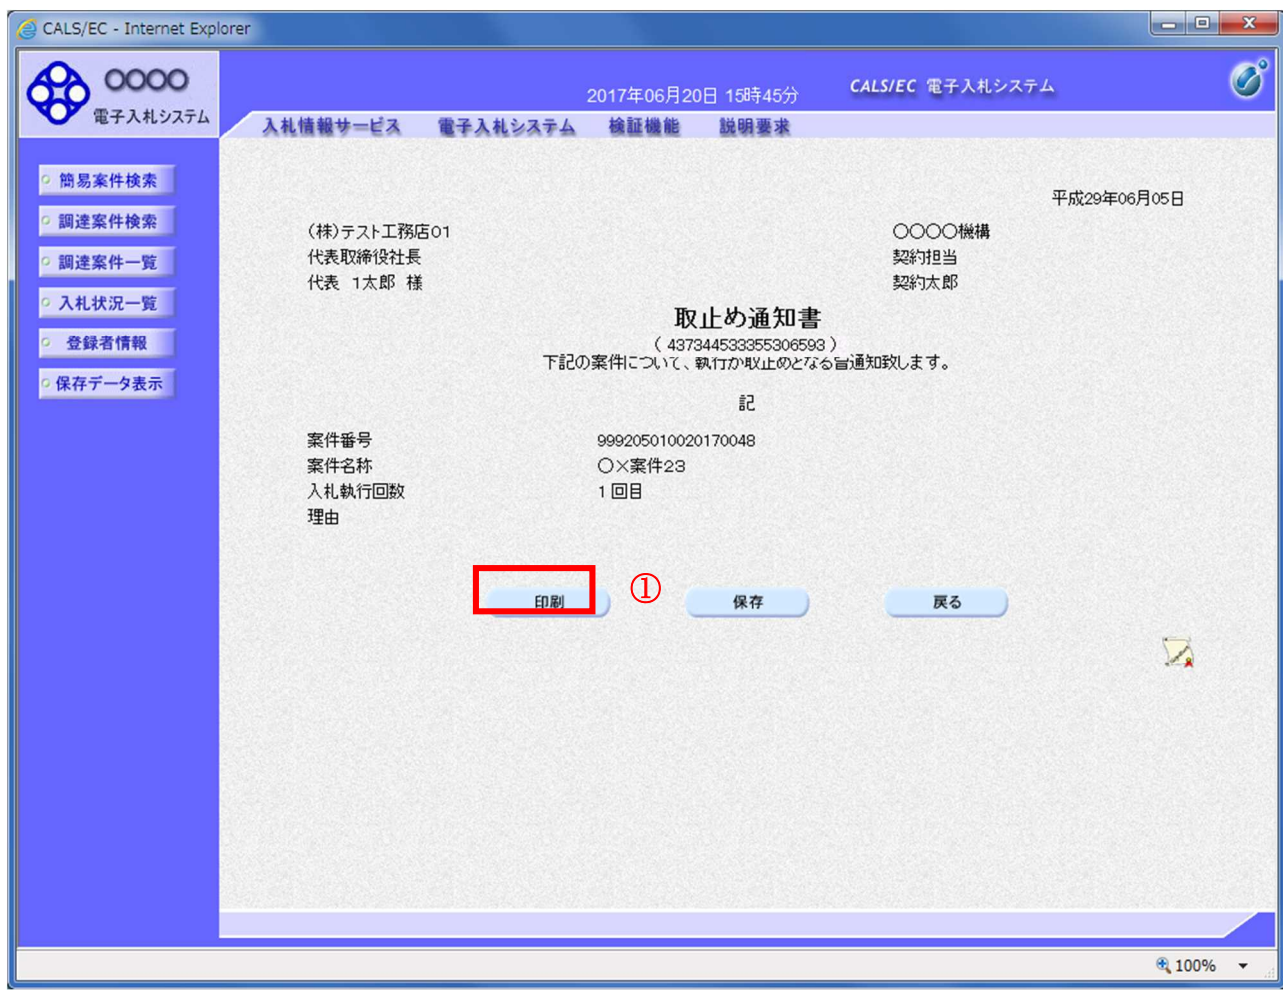 CALS/EC - Internet Explorer
〇〇〇〇
電子入札システム
2017年06月20日 15時45分
CALS/EC 電子入札システム
入札情報サービス 電子入札システム 検証機能 説明要求
簡易案件検索
調達案件検索
調達案件一覧
入札状況一覧
登録者情報
保存データ表示
平成29年06月05日
(株)テスト工務店01
代表取締役社長
代表 1太郎 様
〇〇〇〇機構
契約担当
契約太郎
取止め通知書
( 437344533355306593 )
下記の案件について、執行が取止めとなる旨通知致します。
記
案件番号 999205010020170048
案件名称 〇×案件23
入札執行回数 1回目
理由
印刷 ① 保存 戻る
100%